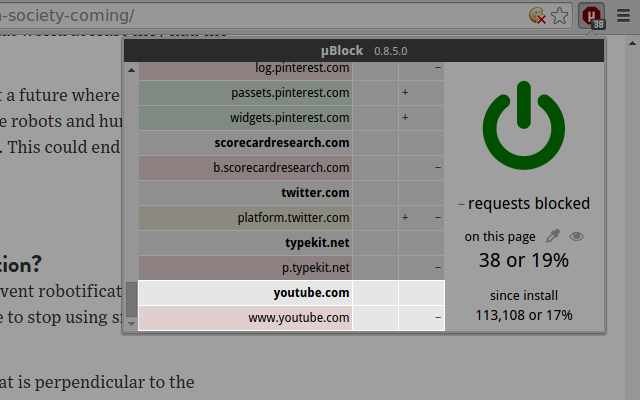 -society-coming/
38
µBlock 0.8.5.0
log.pinterest.com –
t a future where
passets.pinterest.com +
e robots and hu
widgets.pinterest.com +
. This could end
scorecardresearch.com
b.scorecardresearch.com –
twitter.com
platform.twitter.com + –
typekit.net
tion?
p.typekit.net –
vent robotificat
youtube.com
e to stop using s
www.youtube.com –
– requests blocked
on this page
38 or 19%
since install
113,108 or 17%
at is perpendicular to the